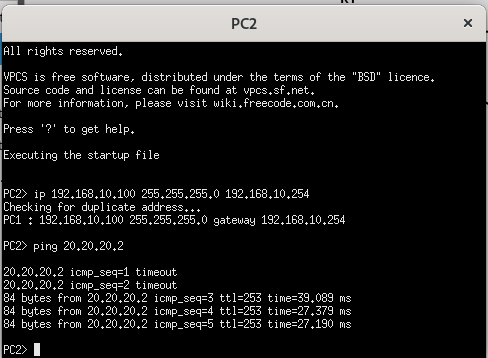 PC2
All rights reserved.
VPCS is free software, distributed under the terms of the "BSD" licence.
Source code and license can be found at vpcs.sf.net.
For more information, please visit wiki.freecode.com.cn.
Press '?' to get help.
Executing the startup file
PC2> ip 192.168.10.100 255.255.255.0 192.168.10.254
Checking for duplicate address...
PC1 : 192.168.10.100 255.255.255.0 gateway 192.168.10.254
PC2> ping 20.20.20.2
20.20.20.2 icmp_seq=1 timeout
20.20.20.2 icmp_seq=2 timeout
84 bytes from 20.20.20.2 icmp_seq=3 ttl=253 time=39.089 ms
84 bytes from 20.20.20.2 icmp_seq=4 ttl=253 time=27.379 ms
84 bytes from 20.20.20.2 icmp_seq=5 ttl=253 time=27.190 ms
PC2>